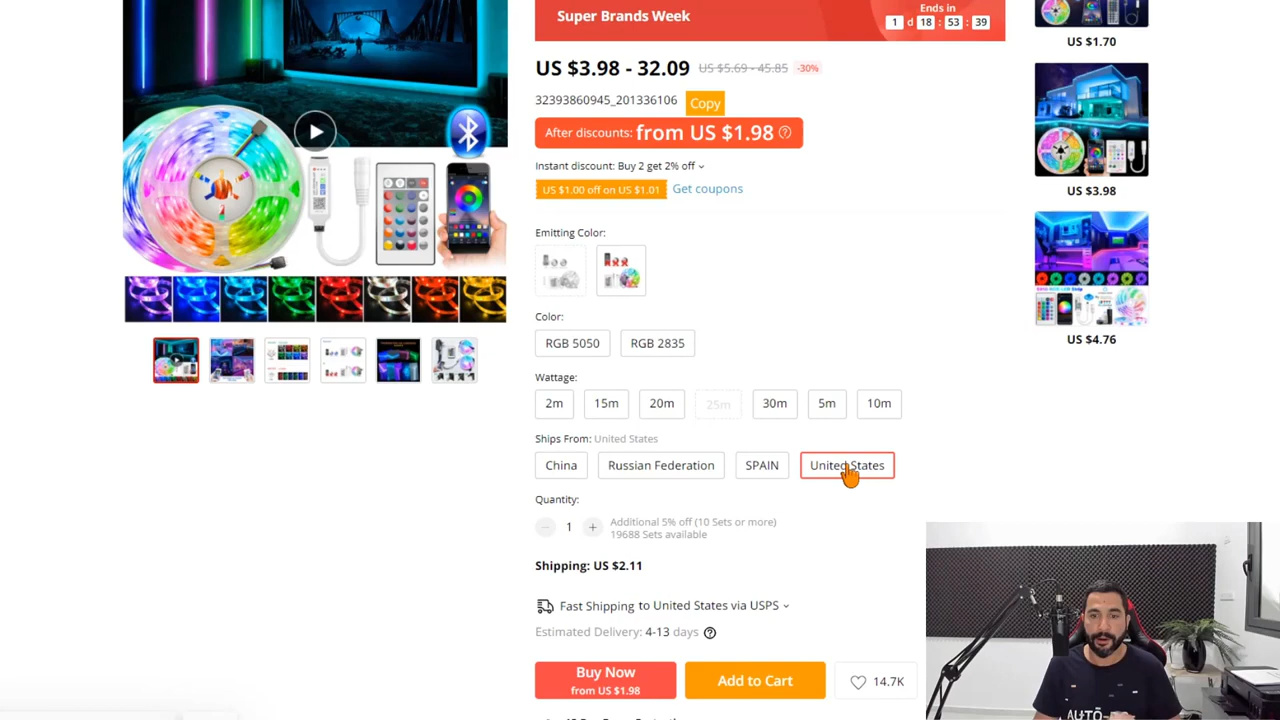 Super Brands Week
Ends in
1 d 18 : 53 : 39
US $3.98 - 32.09 US $5.69 - 45.85 -30%
32393860945_201336106 Copy
After discounts: from US $1.98 ?
Instant discount: Buy 2 get 2% off
US $1.00 off on US $1.01 Get coupons
Emitting Color:
Color:
RGB 5050 RGB 2835
Wattage:
2m 15m 20m 25m 30m 5m 10m
Ships From: United States
China Russian Federation SPAIN United States
Quantity:
− 1 + Additional 5% off (10 Sets or more)
19688 Sets available
Shipping: US $2.11
Fast Shipping to United States via USPS
Estimated Delivery: 4-13 days ?
Buy Now
from US $1.98
Add to Cart
14.7K
US $1.70
US $3.98
US $4.76